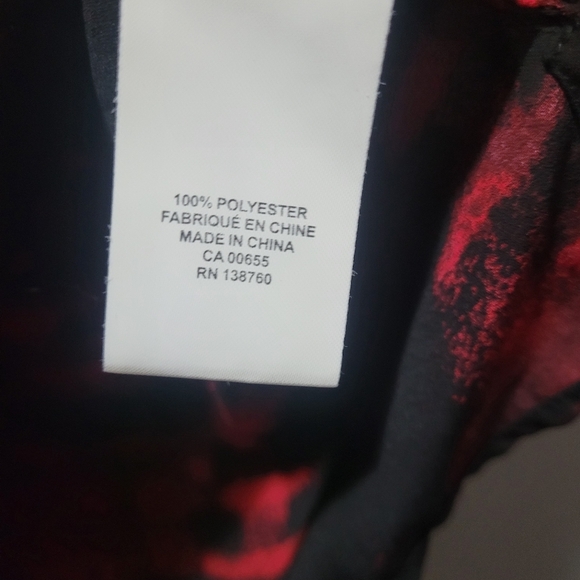 100% POLYESTER
FABRIQUÉ EN CHINE
MADE IN CHINA
CA 00655
RN 138760